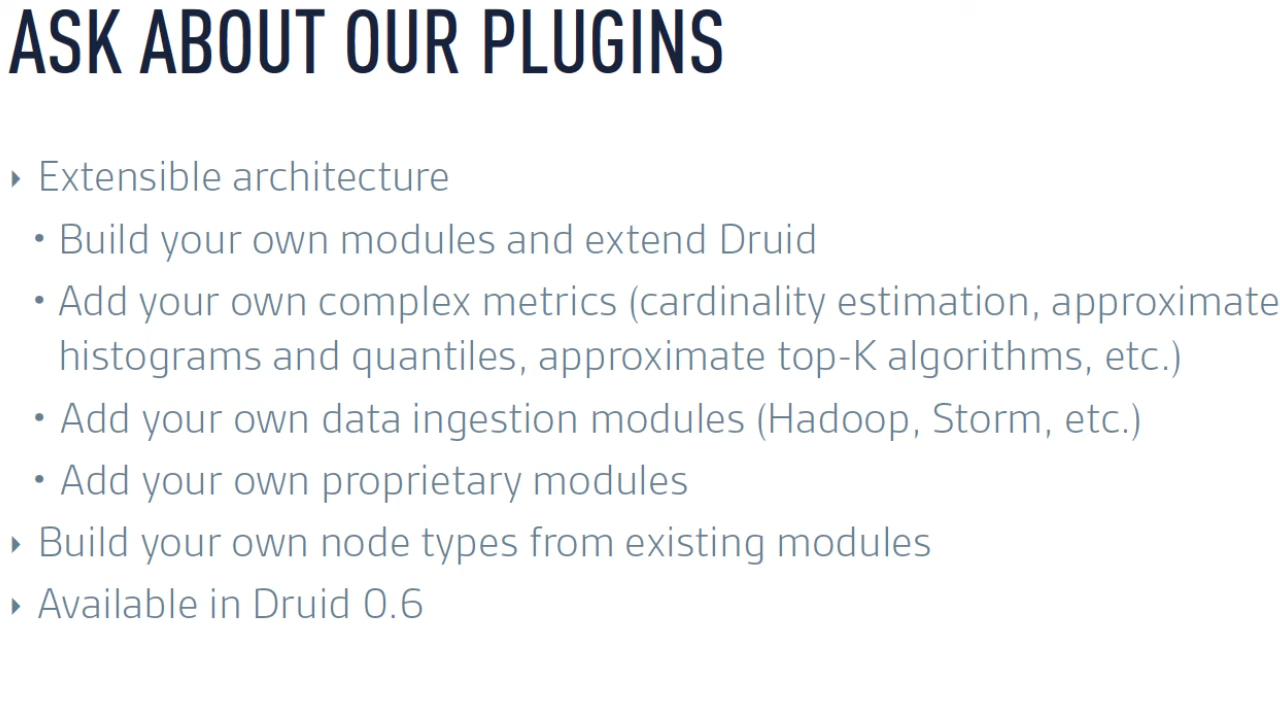 ASK ABOUT OUR PLUGINS
‣ Extensible architecture
• Build your own modules and extend Druid
• Add your own complex metrics (cardinality estimation, approximate
histograms and quantiles, approximate top-K algorithms, etc.)
• Add your own data ingestion modules (Hadoop, Storm, etc.)
• Add your own proprietary modules
‣ Build your own node types from existing modules
‣ Available in Druid 0.6